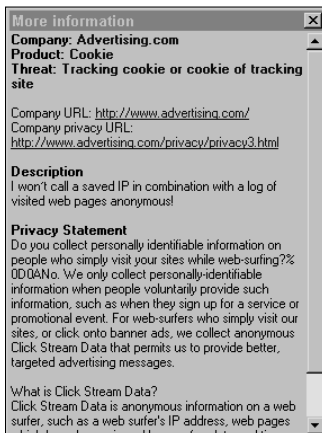 More information
Company: Advertising.com
Product: Cookie
Threat: Tracking cookie or cookie of tracking
site
Company URL: http://www.advertising.com/
Company privacy URL:
http://www.advertising.com/privacy/privacy3.html
Description
I won´t call a saved IP in combination with a log of
visited web pages anonymous!
Privacy Statement
Do you collect personally identifiable information on
people who simply visit your sites while web-surfing?%
0D0ANo. We only collect personally-identifiable
information when people voluntarily provide such
information, such as when they sign up for a service or
promotional event. For web-surfers who simply visit our
sites, or click onto banner ads, we collect anonymous
Click Stream Data that permits us to provide better,
targeted advertising messages.
What is Click Stream Data?
Click Stream Data is anonymous information on a web
surfer, such as a web surfer's IP address, web pages